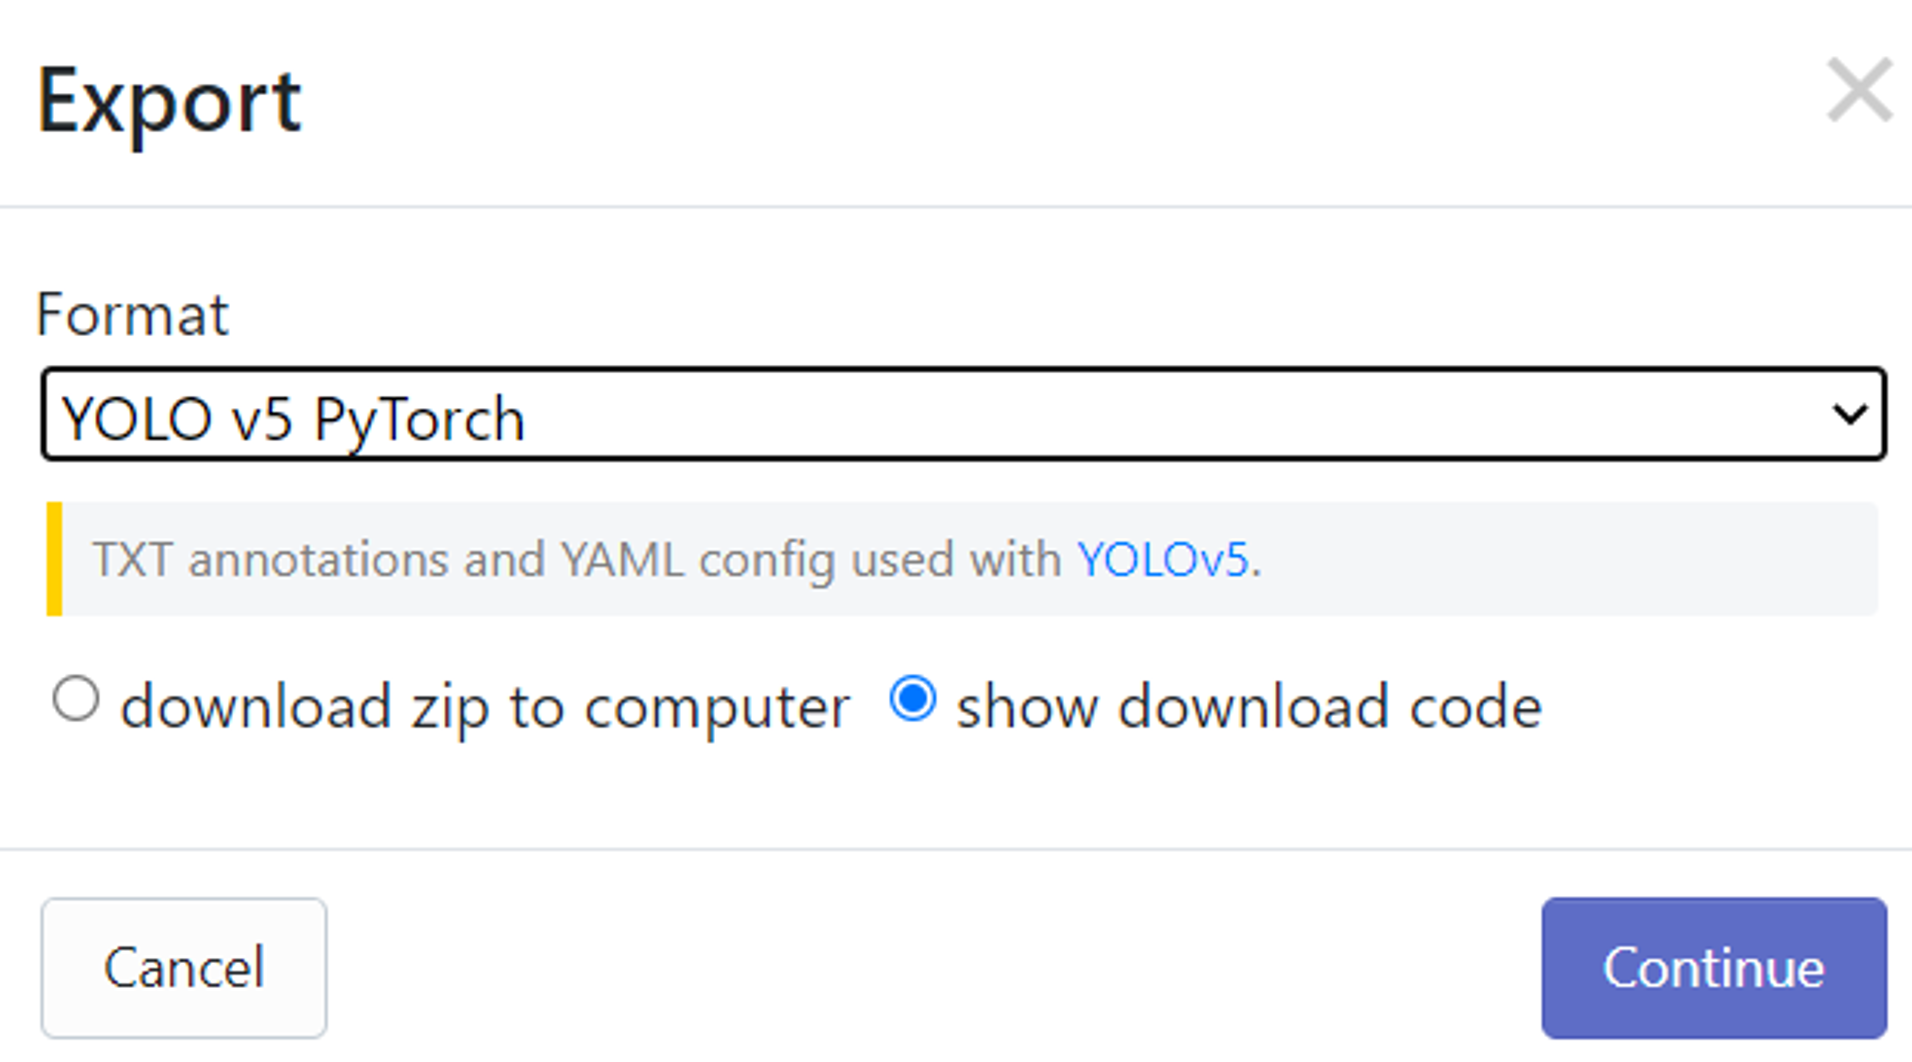 Export
Format
YOLO v5 PyTorch
TXT annotations and YAML config used with YOLOv5.
download zip to computer show download code
Cancel Continue